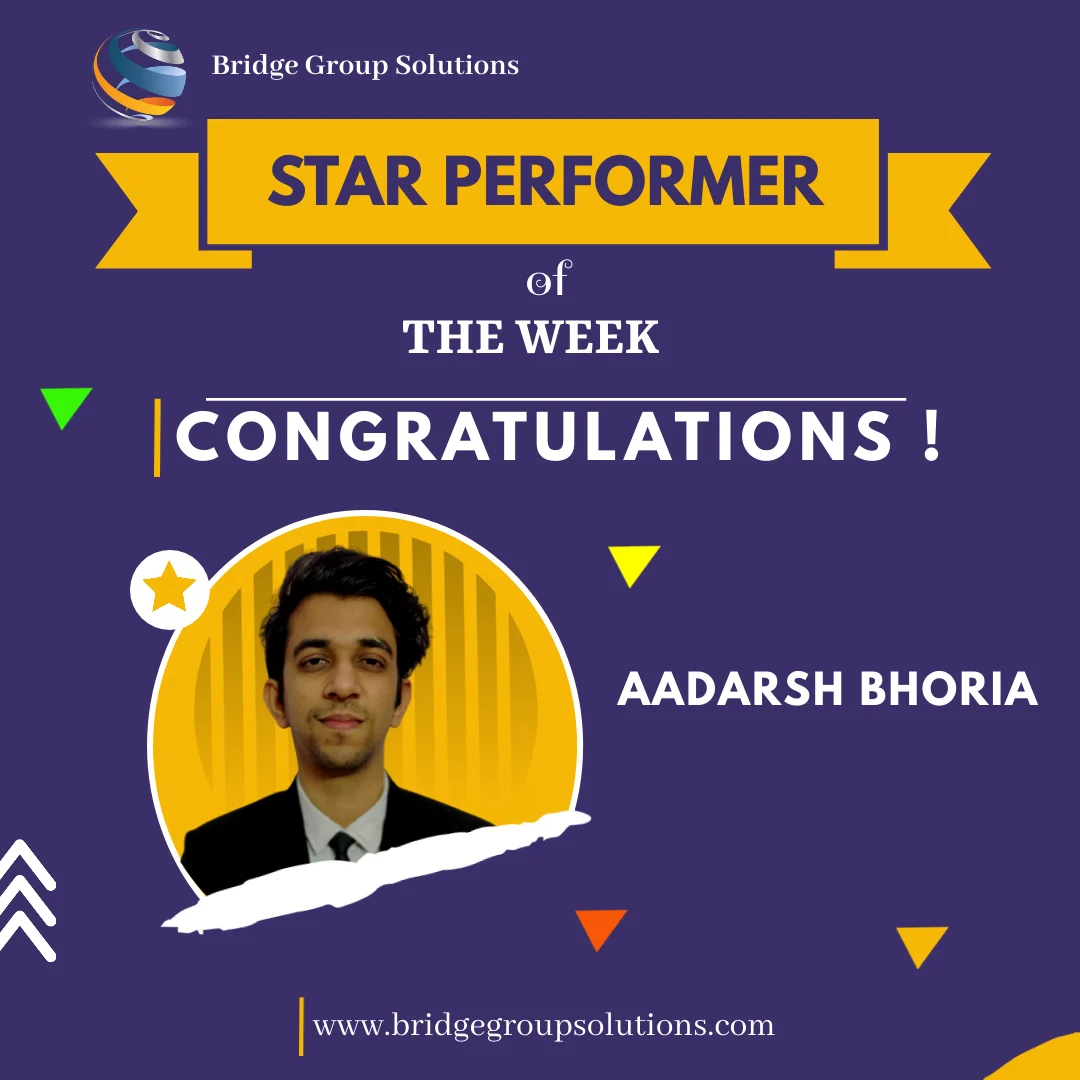 Bridge Group Solutions
STAR PERFORMER
of
THE WEEK
CONGRATULATIONS !
AADARSH BHORIA
www.bridgegroupsolutions.com